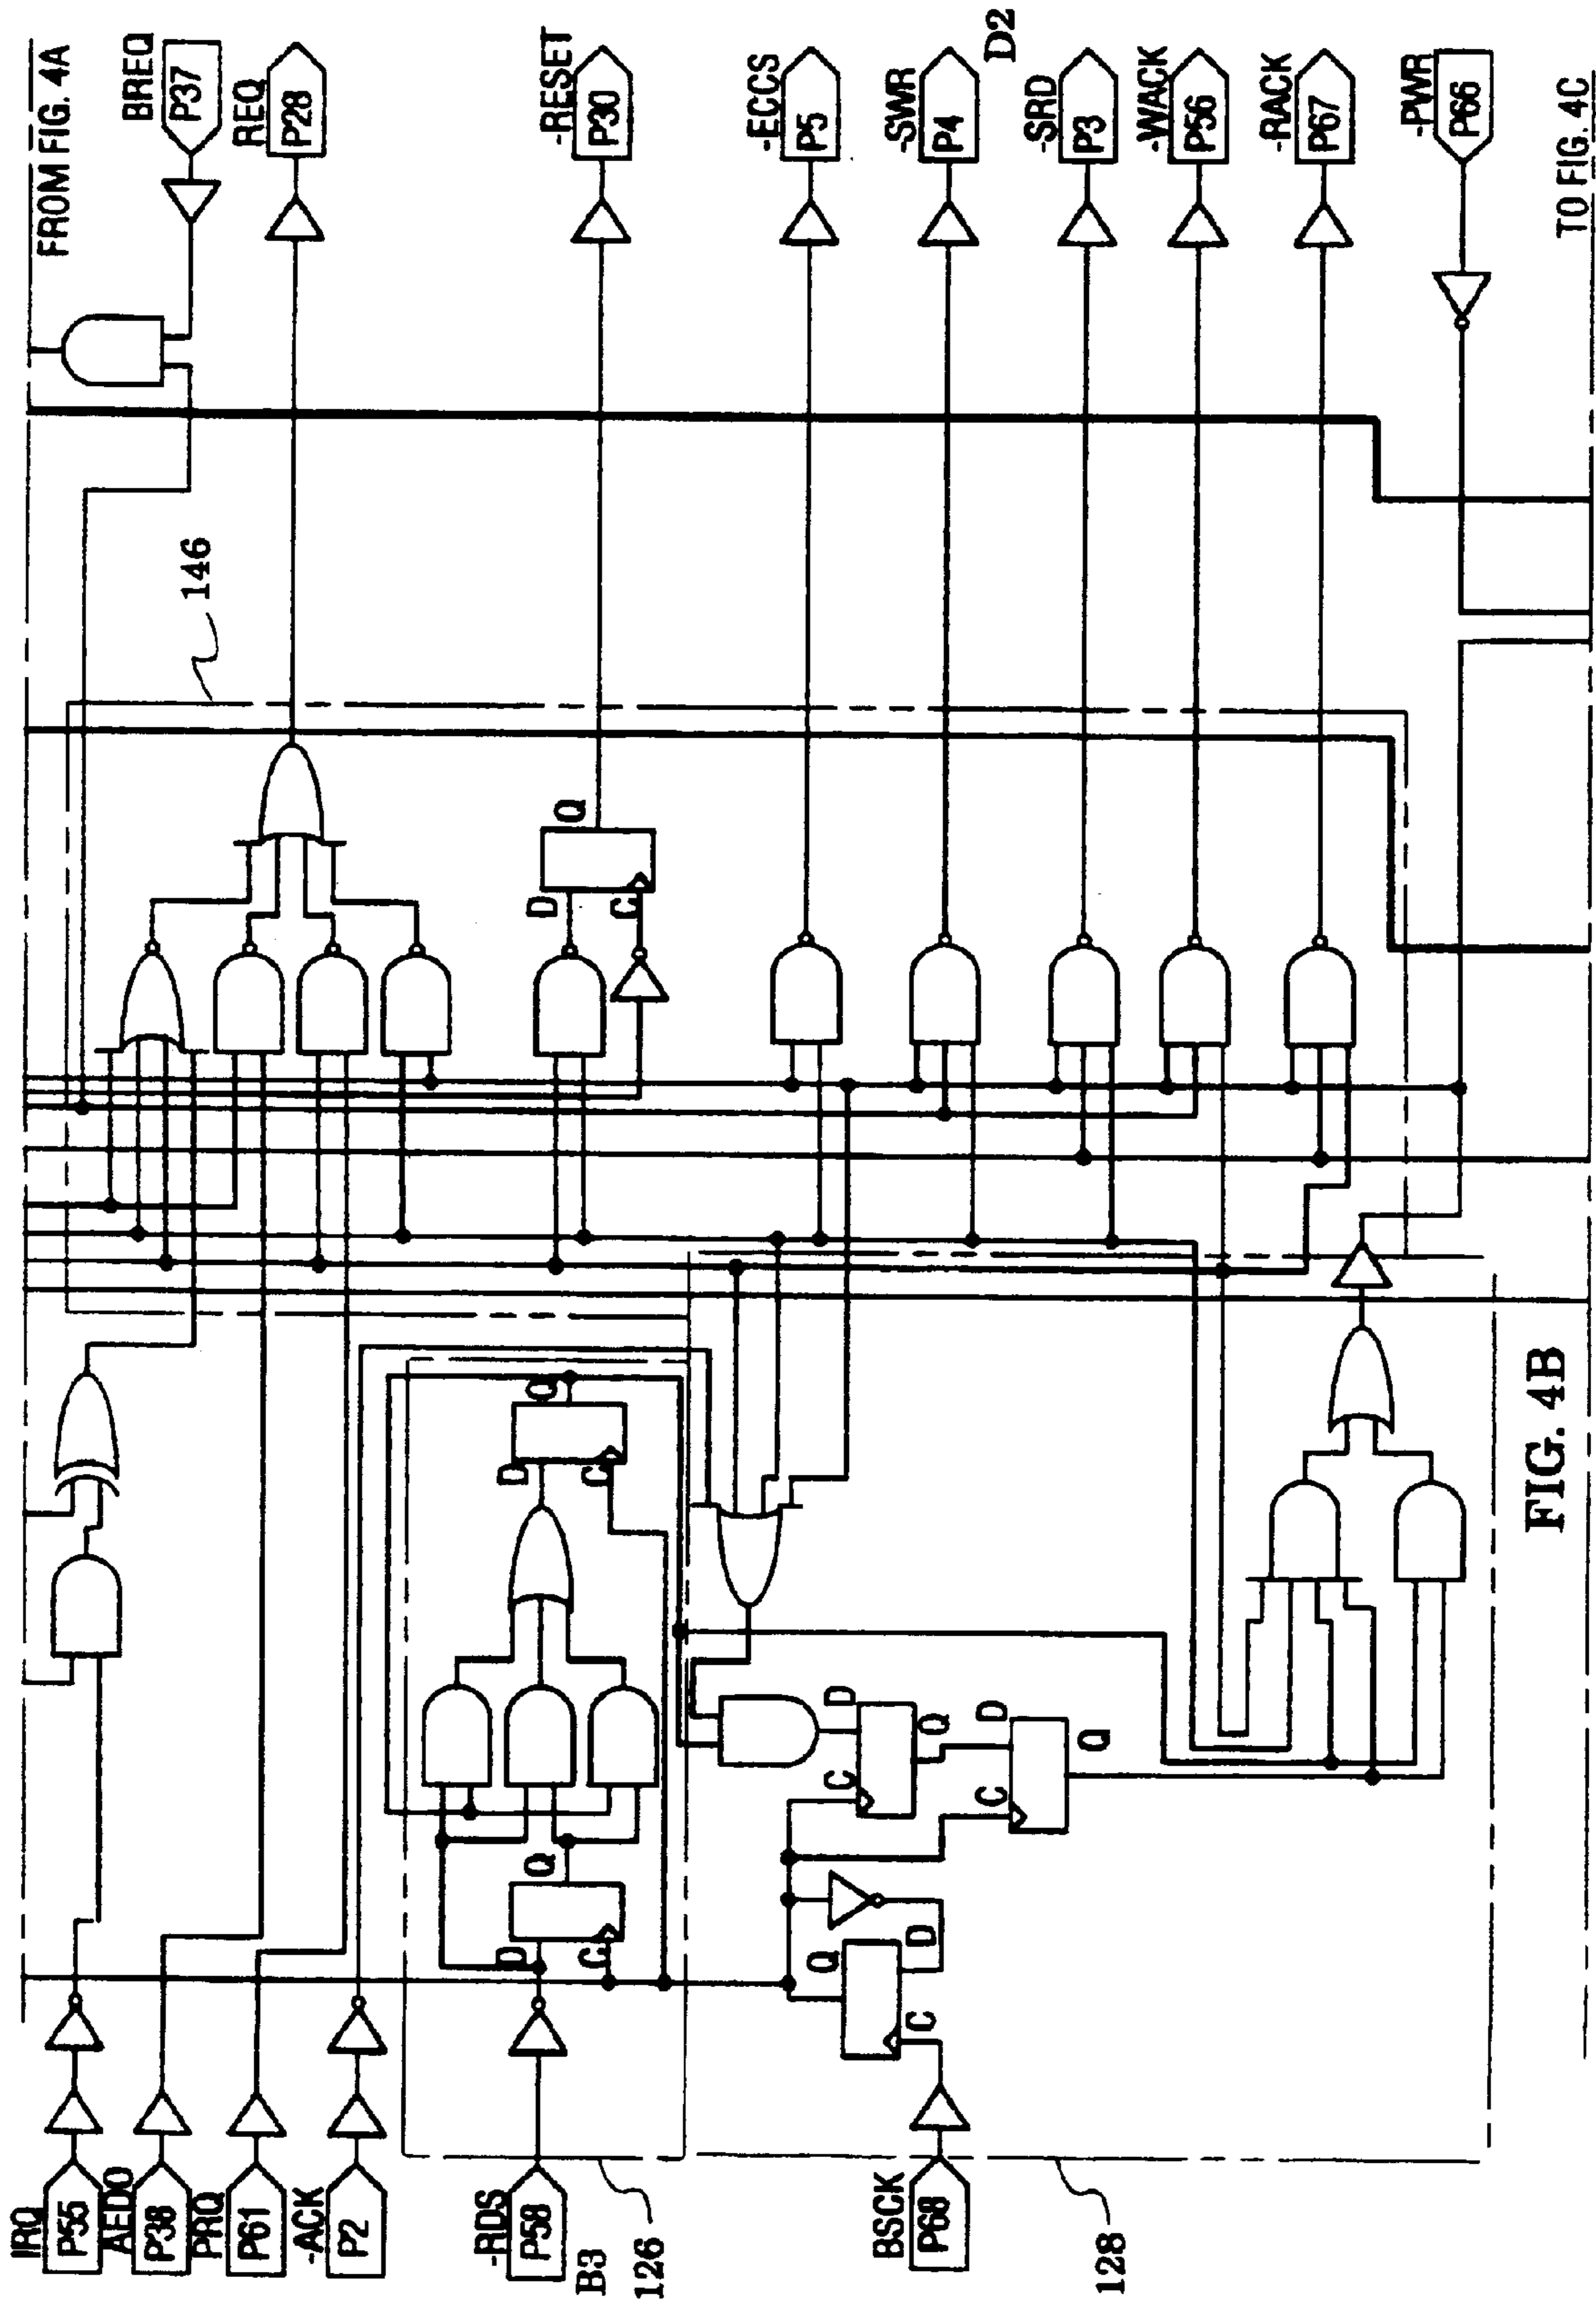 FROM FIG. 4A
BREQ
P37
REQ
P28
-RESET
P30
-ECCS
P5
-SWR
P4
D2
-SRD
P3
-WACK
P56
-RACK
P67
-PWR
P66
TO FIG. 4C
146
D
C
Q
IRQ
P55
AEDO
P38
PRQ
P61
-ACK
P2
-RDS
P58
B3
126
D
C
Q
D
C
Q
BSCK
P68
128
C
D
Q
C
D
Q
C
D
Q
FIG. 4B